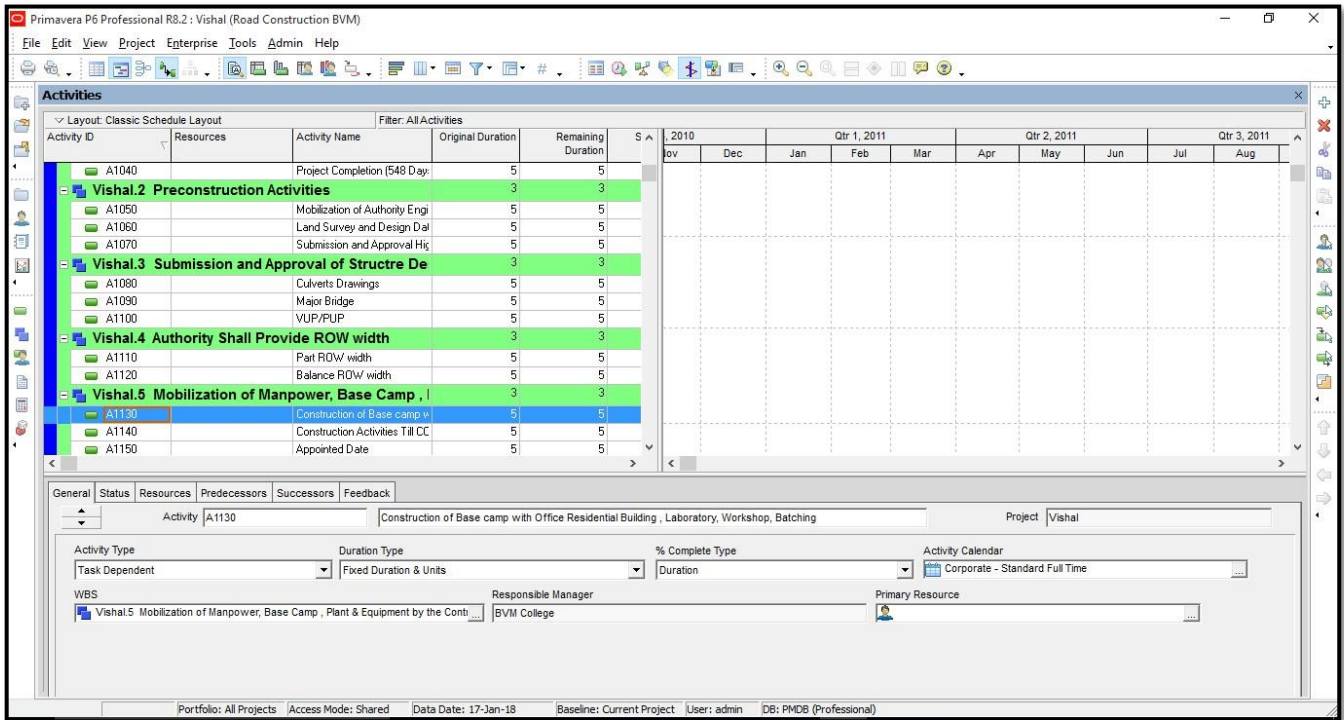 Primavera P6 Professional R8.2 : Vishal (Road Construction BVM)
File Edit View Project Enterprise Tools Admin Help
Activities
Layout: Classic Schedule Layout Filter: All Activities
Activity ID Resources Activity Name Original Duration Remaining Duration S , 2010 Qtr 1, 2011 Qtr 2, 2011 Qtr 3, 2011
lov Dec Jan Feb Mar Apr May Jun Jul Aug
A1040 Project Completion (548 Day: 5 5
Vishal.2 Preconstruction Activities 3 3
A1050 Mobilization of Authority Engi 5 5
A1060 Land Survey and Design Dat 5 5
A1070 Submission and Approval Hig 5 5
Vishal.3 Submission and Approval of Structre De 3 3
A1080 Culverts Drawings 5 5
A1090 Major Bridge 5 5
A1100 VUP/PUP 5 5
Vishal.4 Authority Shall Provide ROW width 3 3
A1110 Part ROW width 5 5
A1120 Balance ROW width 5 5
Vishal.5 Mobilization of Manpower, Base Camp , 3 3
A1130 Construction of Base camp w 5 5
A1140 Construction Activities Till CC 5 5
A1150 Appointed Date 5 5
General Status Resources Predecessors Successors Feedback
Activity A1130 Construction of Base camp with Office Residential Building , Laboratory, Workshop, Batching Project Vishal
Activity Type Duration Type % Complete Type Activity Calendar
Task Dependent Fixed Duration & Units Duration Corporate - Standard Full Time ...
WBS Responsible Manager Primary Resource
Vishal.5 Mobilization of Manpower, Base Camp , Plant & Equipment by the Contr ... BVM College ...
Portfolio: All Projects Access Mode: Shared Data Date: 17-Jan-18 Baseline: Current Project User: admin DB: PMDB (Professional)